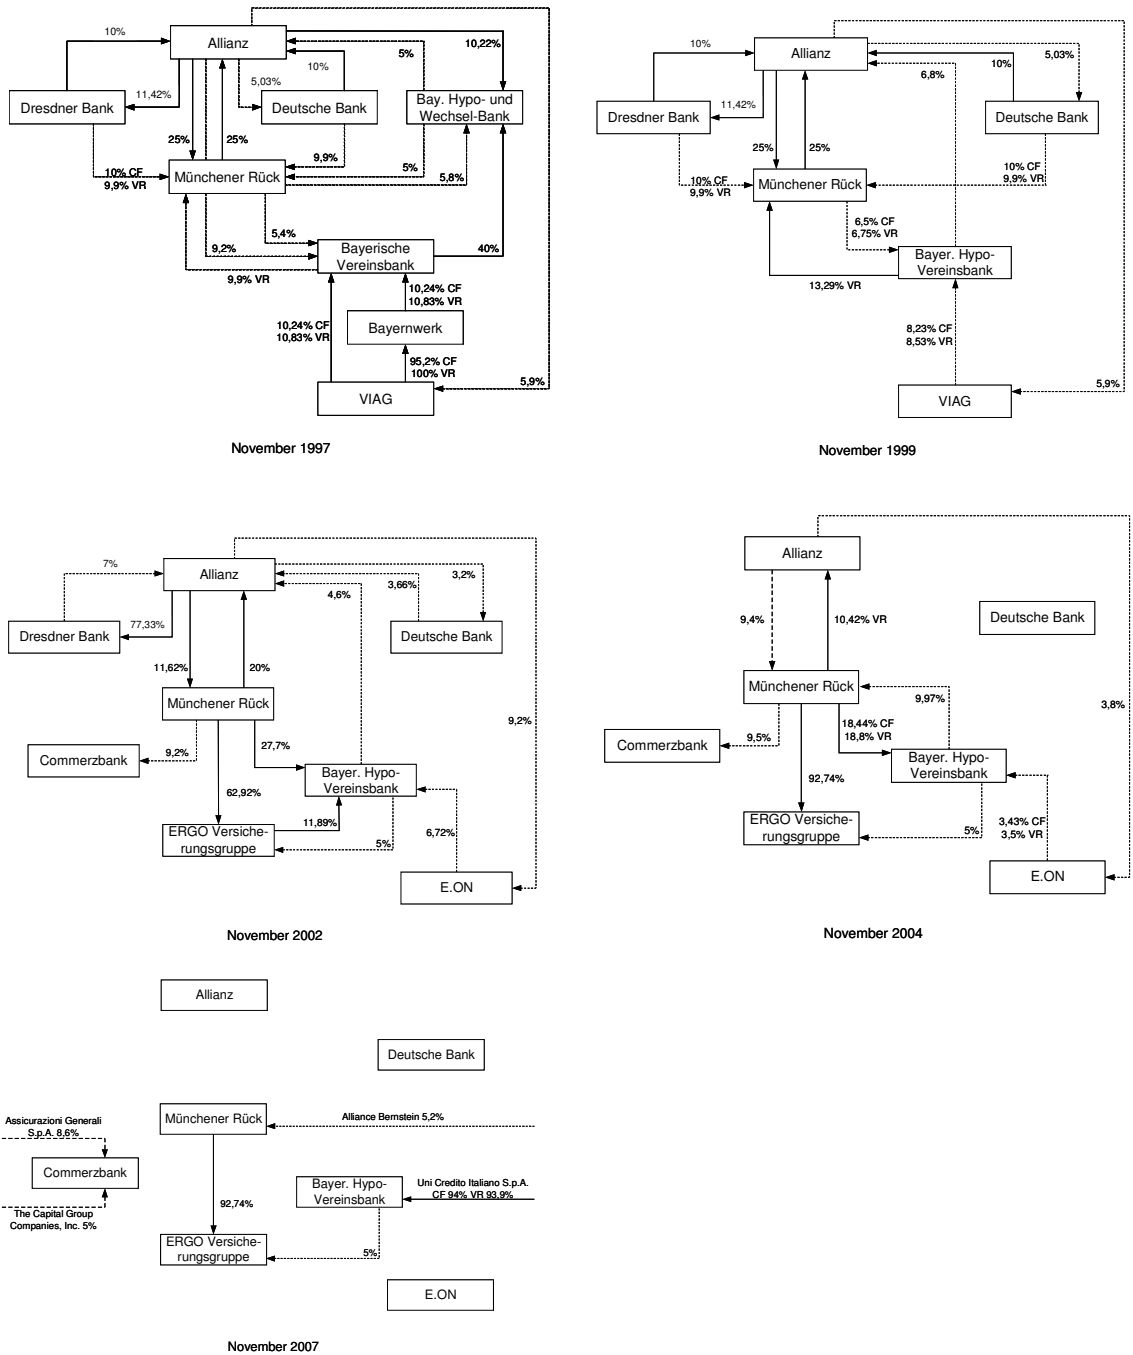 10%
Allianz
10,22%
5%
10%
5,03%
11,42%
Dresdner Bank
Deutsche Bank
Bay. Hypo- und
Wechsel-Bank
25%
25%
9,9%
5%
10% CF
9,9% VR
Münchener Rück
5,8%
5,4%
9,2%
Bayerische
Vereinsbank
40%
9,9% VR
10,24% CF
10,83% VR
Bayernwerk
10,24% CF
10,83% VR
95,2% CF
100% VR
5,9%
VIAG
November 1997
10%
Allianz
5,03%
10%
6,8%
11,42%
Dresdner Bank
Deutsche Bank
25%
25%
10% CF
9,9% VR
Münchener Rück
10% CF
9,9% VR
6,5% CF
6,75% VR
Bayer. Hypo-
Vereinsbank
13,29% VR
8,23% CF
8,53% VR
5,9%
VIAG
November 1999
7%
Allianz
3,2%
3,66%
4,6%
77,33%
Dresdner Bank
Deutsche Bank
11,62%
20%
Münchener Rück
9,2%
9,2%
27,7%
Commerzbank
Bayer. Hypo-
Vereinsbank
62,92%
11,89%
ERGO Versiche-
rungsgruppe
5%
6,72%
E.ON
November 2002
Allianz
Deutsche Bank
9,4%
10,42% VR
Münchener Rück
9,97%
3,8%
18,44% CF
18,8% VR
9,5%
Commerzbank
Bayer. Hypo-
Vereinsbank
92,74%
ERGO Versiche-
rungsgruppe
5%
3,43% CF
3,5% VR
E.ON
November 2004
Allianz
Deutsche Bank
Münchener Rück
Alliance Bernstein 5,2%
Assicurazioni Generali
S.p.A. 8,6%
Commerzbank
Bayer. Hypo-
Vereinsbank
Uni Credito Italiano S.p.A.
CF 94% VR 93,9%
92,74%
The Capital Group
Companies, Inc. 5%
ERGO Versiche-
rungsgruppe
5%
E.ON
November 2007